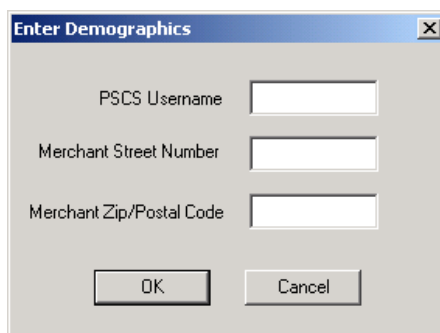 Enter Demographics
PSCS Username
Merchant Street Number
Merchant Zip/Postal Code
OK Cancel